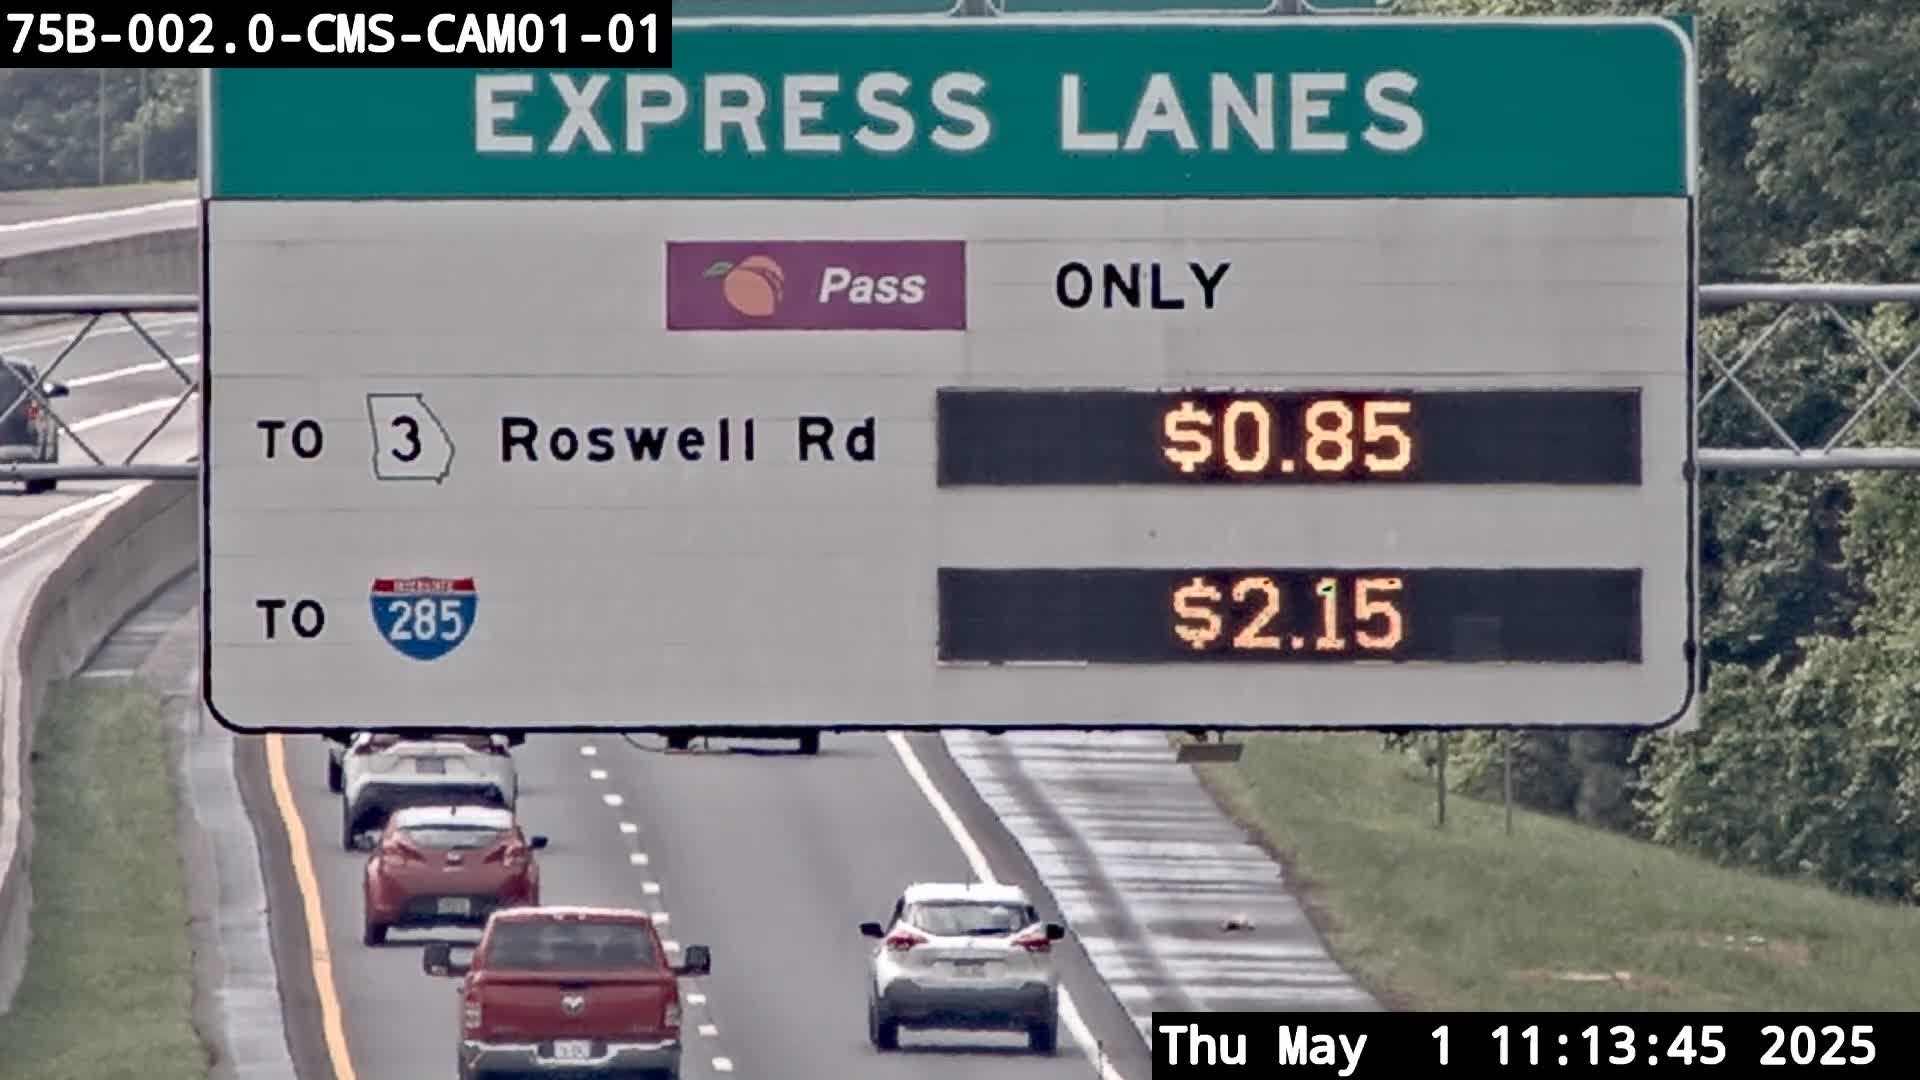 75B-002.0-CMS-CAM01-01
EXPRESS LANES
Pass ONLY
TO 3 Roswell Rd $0.85
TO 285 $2.15
Thu May 1 11:13:45 2025